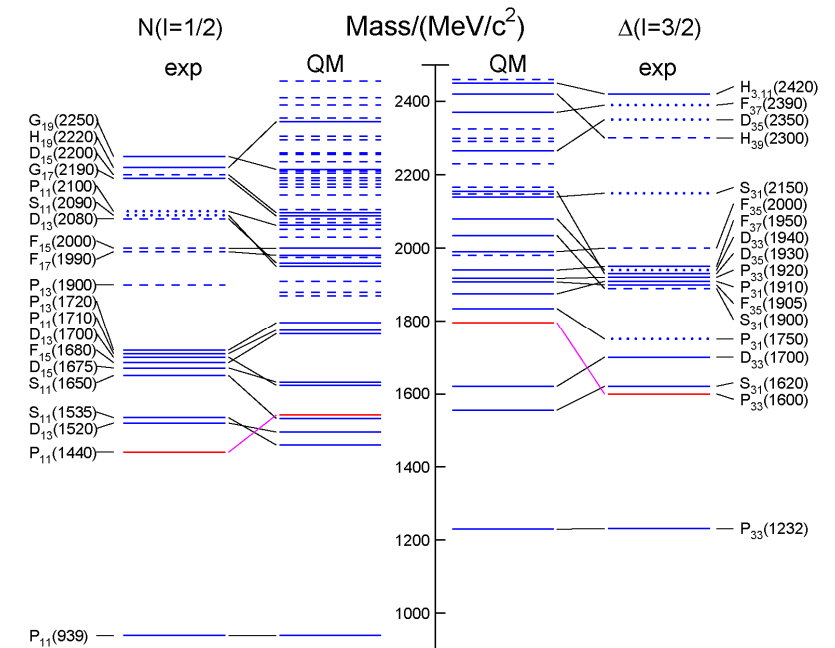 N(I=1/2)
Mass/(MeV/c²)
Δ(I=3/2)
exp
QM
QM
exp
G₁₉(2250)
H₁₉(2220)
D₁₅(2200)
G₁₇(2190)
P₁₁(2100)
S₁₁(2090)
D₁₃(2080)
F₁₅(2000)
F₁₇(1990)
P₁₃(1900)
P₁₃(1720)
P₁₁(1710)
D₁₃(1700)
F₁₅(1680)
D₁₅(1675)
S₁₁(1650)
S₁₁(1535)
D₁₃(1520)
P₁₁(1440)
P₁₁(939)
2400
2200
2000
1800
1600
1400
1200
1000
H₃,₁₁(2420)
F₃₇(2390)
D₃₅(2350)
H₃₉(2300)
S₃₁(2150)
F₃₅(2000)
F₃₇(1950)
D₃₃(1940)
D₃₅(1930)
P₃₃(1920)
P₃₁(1910)
F₃₅(1905)
S₃₁(1900)
P₃₁(1750)
D₃₃(1700)
S₃₁(1620)
P₃₃(1600)
P₃₃(1232)